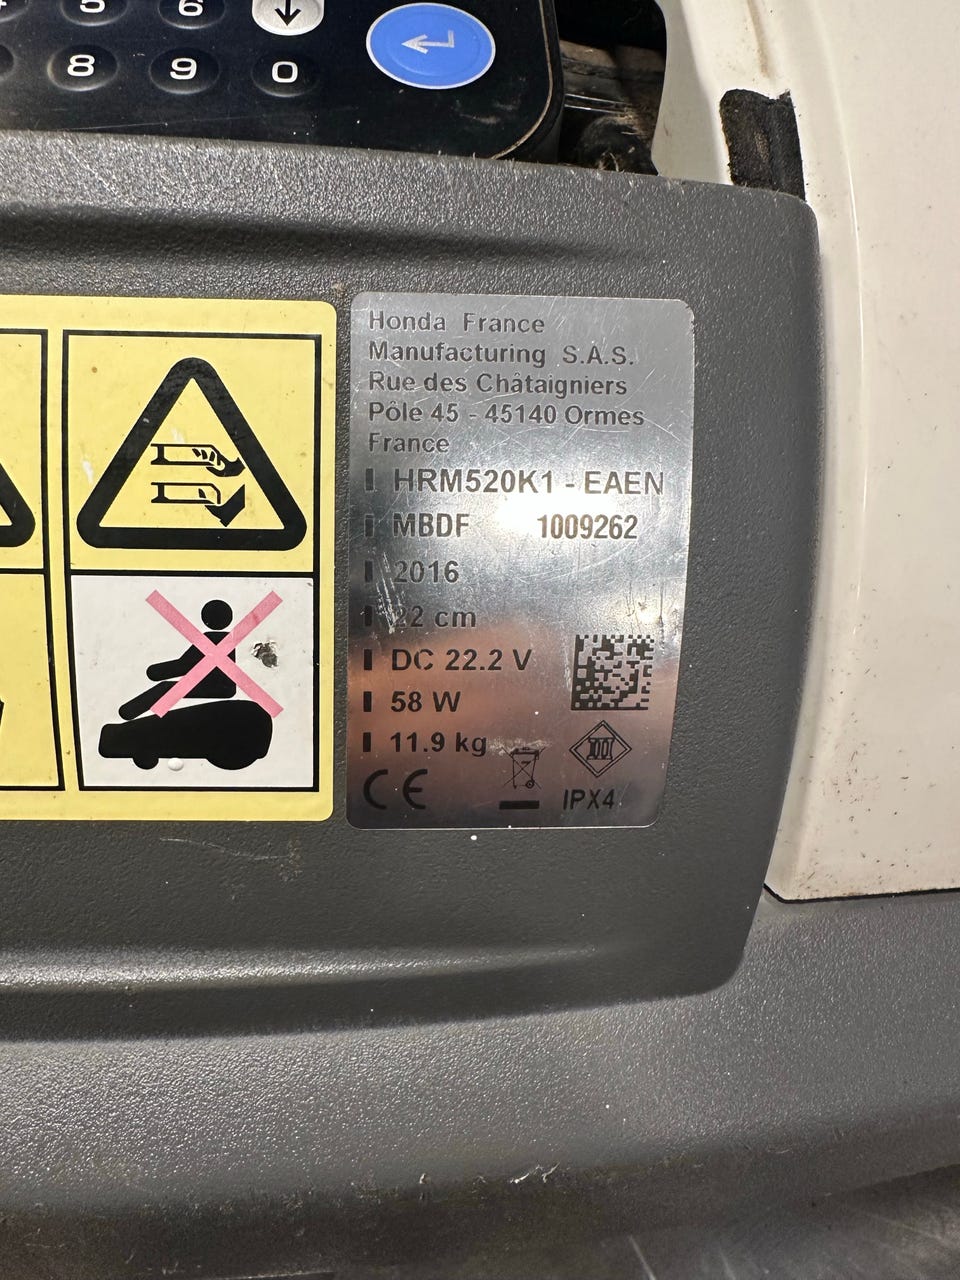 5 6
8 9 0
Honda France
Manufacturing S.A.S.
Rue des Châtaigniers
Pôle 45 - 45140 Ormes
France
HRM520K1 - EAEN
MBDF 1009262
2016
22 cm
DC 22.2 V
58 W
11.9 kg
CE IPX4